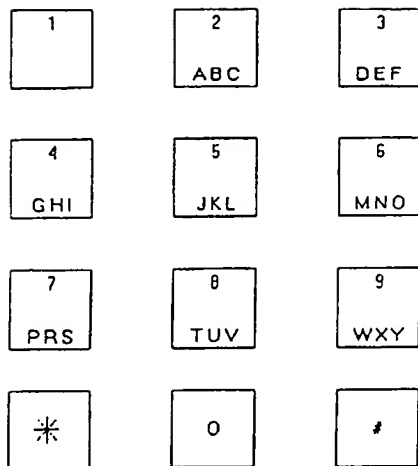 1 2 3
ABC DEF
4 5 6
GHI JKL MNO
7 8 9
PRS TUV WXY
* 0 #